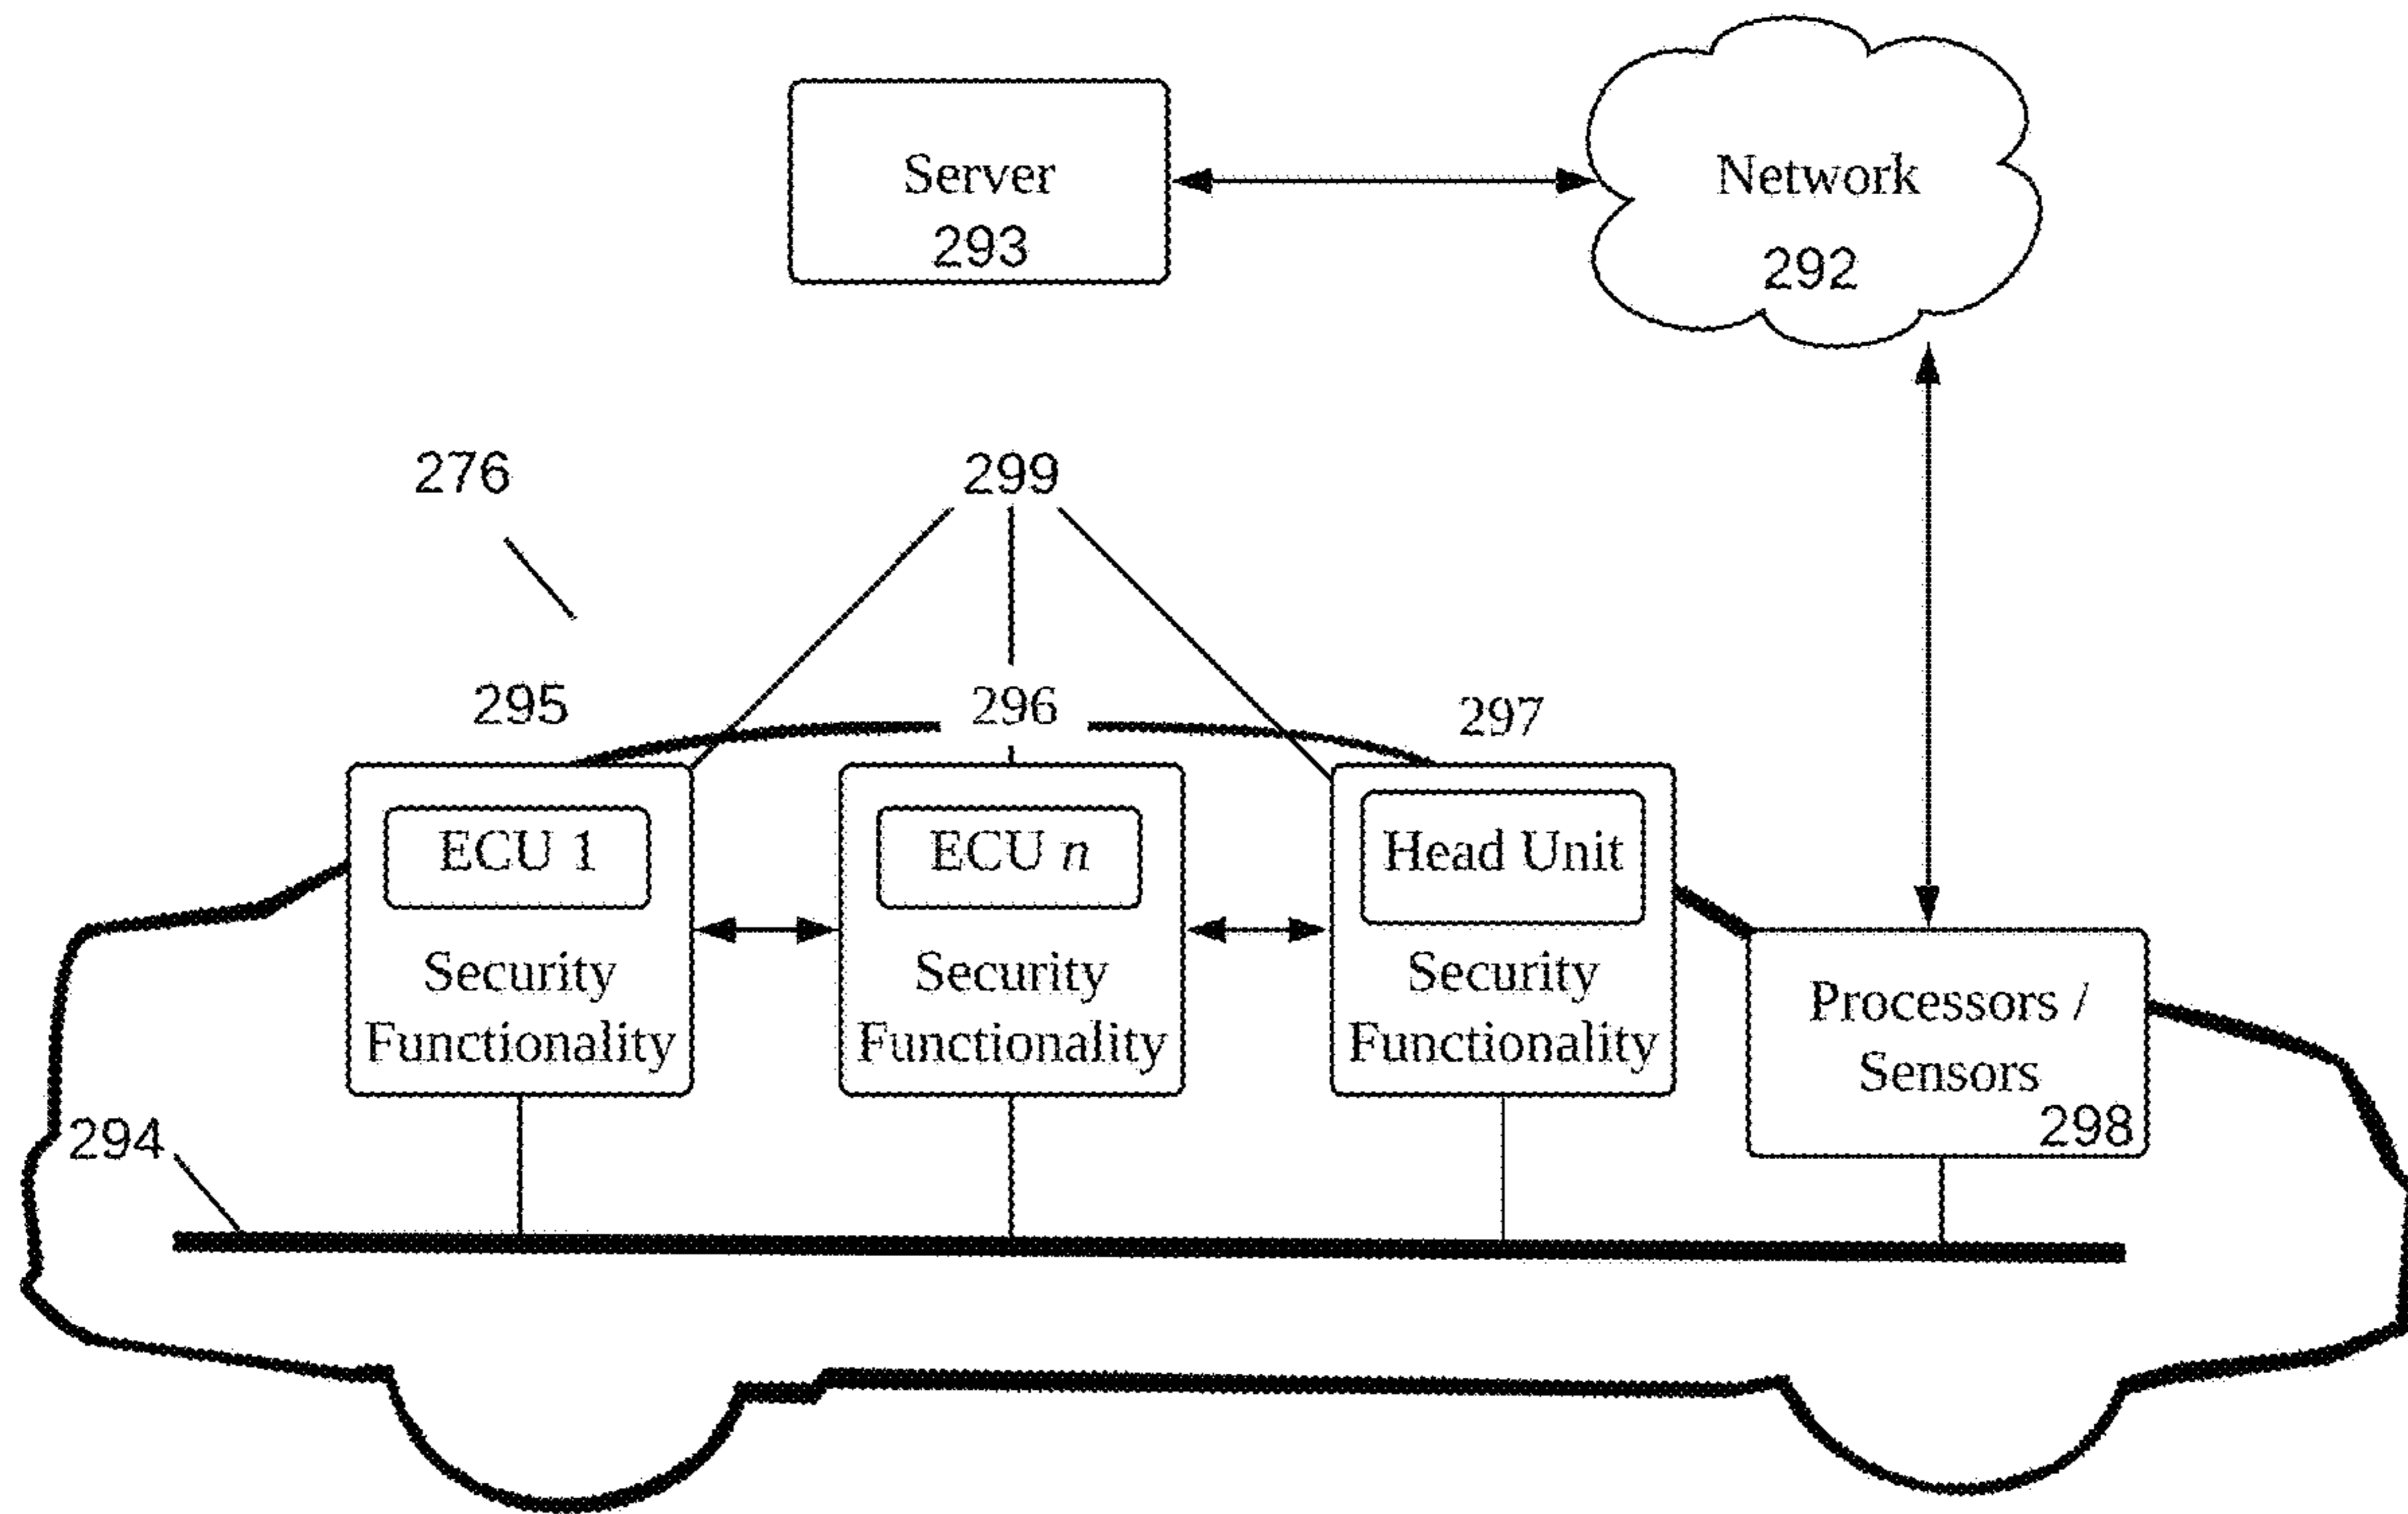 Server
293
Network
292
276
299
295
296
297
ECU 1
Security
Functionality
ECU n
Security
Functionality
Head Unit
Security
Functionality
Processors /
Sensors
298
294